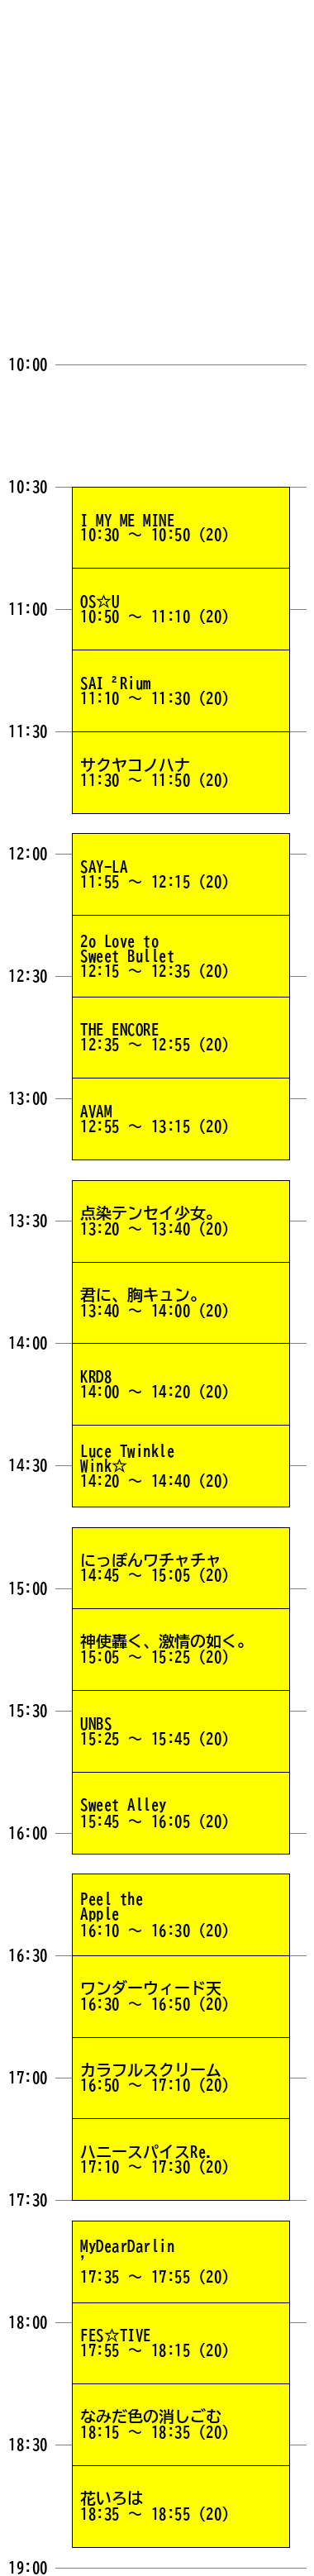 10:00
10:30
I MY ME MINE
10:30 〜 10:50 (20)
OS☆U
10:50 〜 11:10 (20)
11:00
SAI ²Rium
11:10 〜 11:30 (20)
11:30
サクヤコノハナ
11:30 〜 11:50 (20)
12:00
SAY-LA
11:55 〜 12:15 (20)
2o Love to
Sweet Bullet
12:15 〜 12:35 (20)
12:30
THE ENCORE
12:35 〜 12:55 (20)
13:00
AVAM
12:55 〜 13:15 (20)
13:30
点染テンセイ少女。
13:20 〜 13:40 (20)
君に、胸キュン。
13:40 〜 14:00 (20)
14:00
KRD8
14:00 〜 14:20 (20)
Luce Twinkle
Wink☆
14:20 〜 14:40 (20)
14:30
にっぽんワチャチャ
14:45 〜 15:05 (20)
15:00
神使轟く、激情の如く。
15:05 〜 15:25 (20)
15:30
UNBS
15:25 〜 15:45 (20)
Sweet Alley
15:45 〜 16:05 (20)
16:00
Peel the
Apple
16:10 〜 16:30 (20)
16:30
ワンダーウィード天
16:30 〜 16:50 (20)
カラフルスクリーム
16:50 〜 17:10 (20)
17:00
ハニースパイスRe.
17:10 〜 17:30 (20)
17:30
MyDearDarlin
'
17:35 〜 17:55 (20)
18:00
FES☆TIVE
17:55 〜 18:15 (20)
なみだ色の消しごむ
18:15 〜 18:35 (20)
18:30
花いろは
18:35 〜 18:55 (20)
19:00